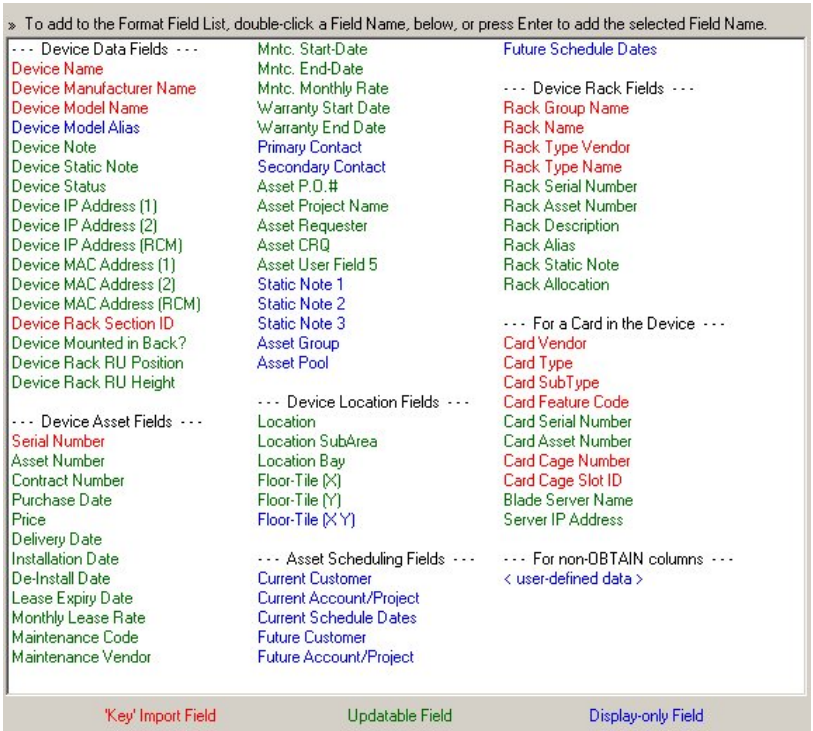 » To add to the Format Field List, double-click a Field Name, below, or press Enter to add the selected Field Name.
--- Device Data Fields ---
Device Name
Device Manufacturer Name
Device Model Name
Device Model Alias
Device Note
Device Static Note
Device Status
Device IP Address (1)
Device IP Address (2)
Device IP Address (RCM)
Device MAC Address (1)
Device MAC Address (2)
Device MAC Address (RCM)
Device Rack Section ID
Device Mounted in Back?
Device Rack RU Position
Device Rack RU Height
--- Device Asset Fields ---
Serial Number
Asset Number
Contract Number
Purchase Date
Price
Delivery Date
Installation Date
De-Install Date
Lease Expiry Date
Monthly Lease Rate
Maintenance Code
Maintenance Vendor
Mntc. Start-Date
Mntc. End-Date
Mntc. Monthly Rate
Warranty Start Date
Warranty End Date
Primary Contact
Secondary Contact
Asset P.O.#
Asset Project Name
Asset Requester
Asset CRQ
Asset User Field 5
Static Note 1
Static Note 2
Static Note 3
Asset Group
Asset Pool
--- Device Location Fields ---
Location
Location SubArea
Location Bay
Floor-Tile (X)
Floor-Tile (Y)
Floor-Tile (X Y)
--- Asset Scheduling Fields ---
Current Customer
Current Account/Project
Current Schedule Dates
Future Customer
Future Account/Project
Future Schedule Dates
--- Device Rack Fields ---
Rack Group Name
Rack Name
Rack Type Vendor
Rack Type Name
Rack Serial Number
Rack Asset Number
Rack Description
Rack Alias
Rack Static Note
Rack Allocation
--- For a Card in the Device ---
Card Vendor
Card Type
Card SubType
Card Feature Code
Card Serial Number
Card Asset Number
Card Cage Number
Card Cage Slot ID
Blade Server Name
Server IP Address
--- For non-OBTAIN columns ---
< user-defined data >
'Key' Import Field
Updatable Field
Display-only Field